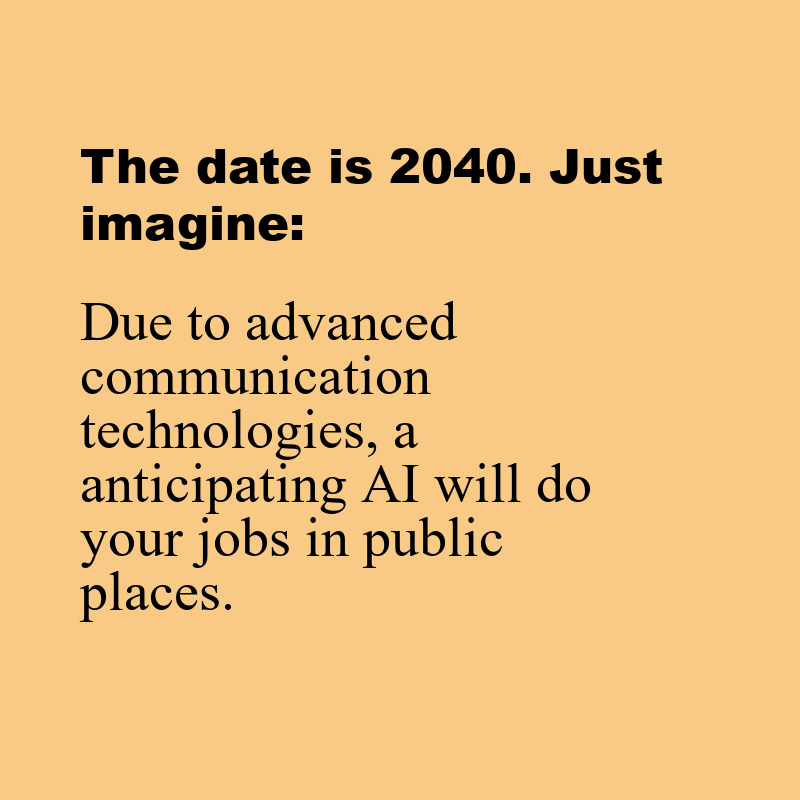 The date is 2040. Just
imagine:
Due to advanced
communication
technologies, a
anticipating AI will do
your jobs in public
places.